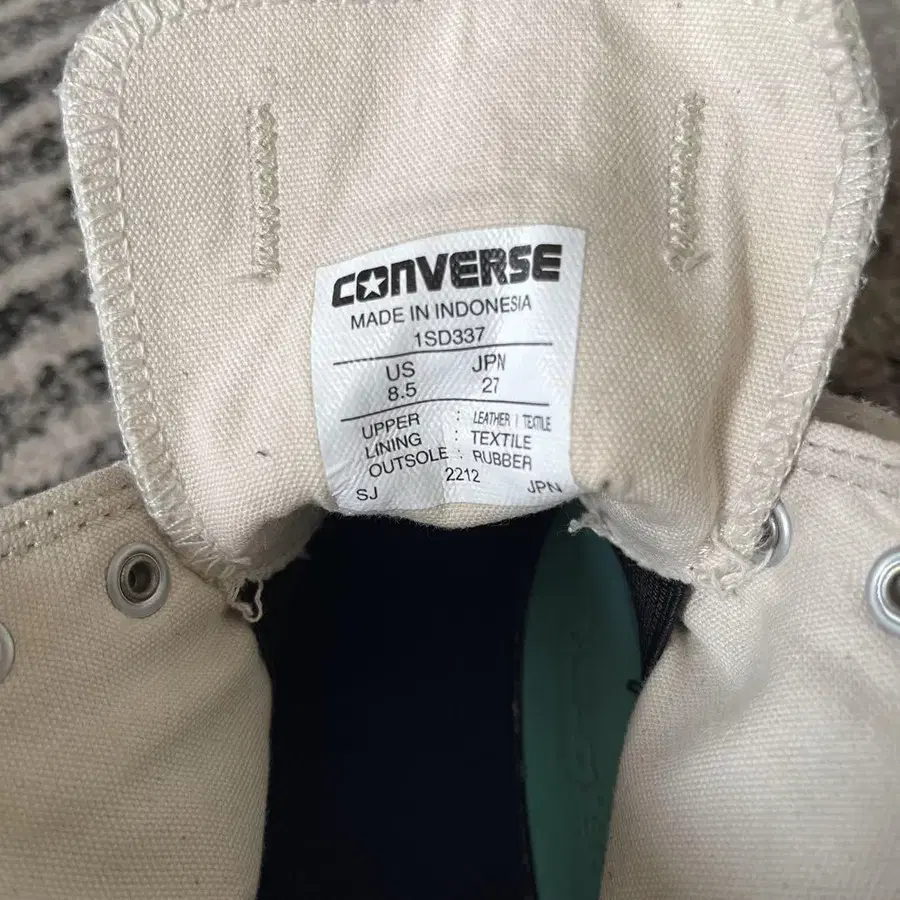 CONVERSE
MADE IN INDONESIA
1SD337
US JPN
8.5 27
UPPER : LEATHER / TEXTILE
LINING : TEXTILE
OUTSOLE : RUBBER
SJ 2212 JPN